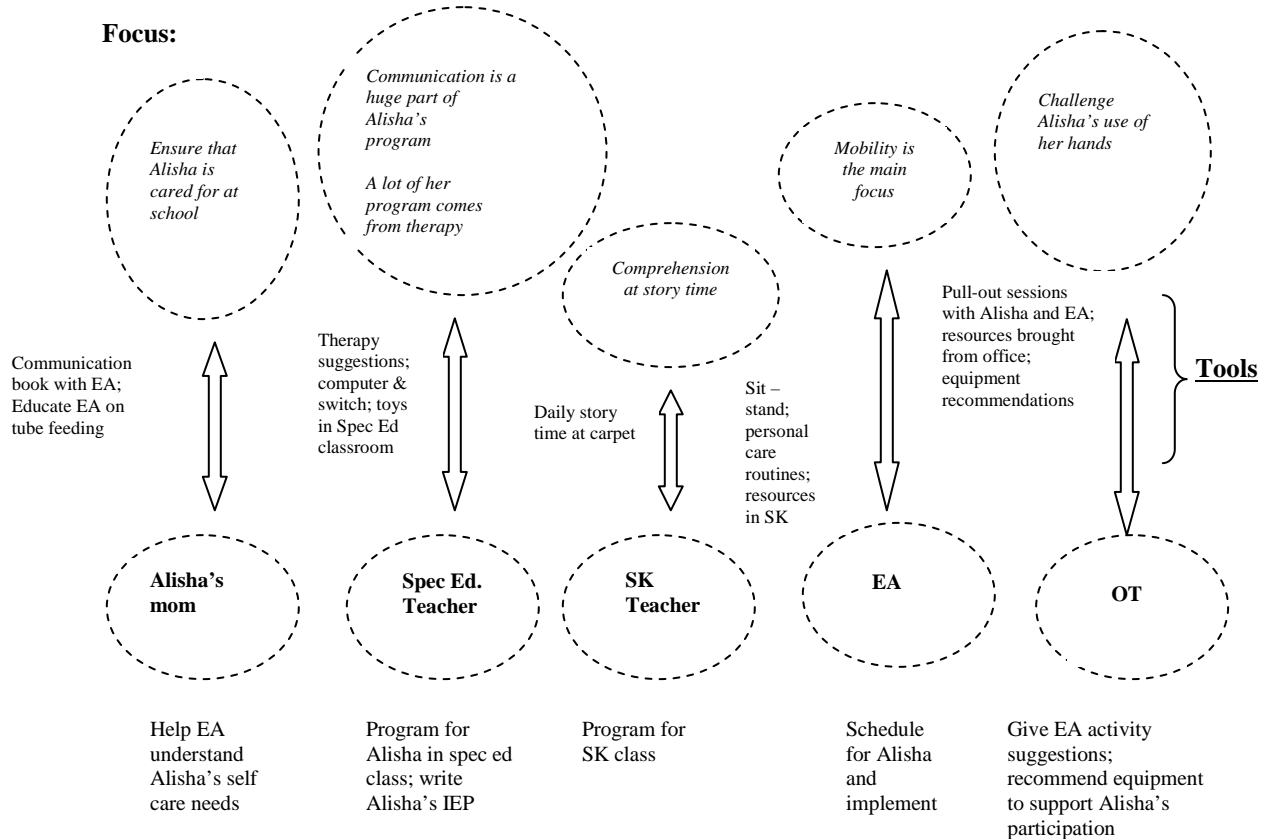 Focus:
Ensure that
Alisha is
cared for at
school
Communication is a
huge part of
Alisha's
program
A lot of her
program comes
from therapy
Comprehension
at story time
Mobility is
the main
focus
Challenge
Alisha's use of
her hands
Communication
book with EA;
Educate EA on
tube feeding
Therapy
suggestions;
computer &
switch; toys
in Spec Ed
classroom
Daily story
time at carpet
Sit –
stand;
personal
care
routines;
resources
in SK
Pull-out sessions
with Alisha and EA;
resources brought
from office;
equipment
recommendations
Tools
Alisha's
mom
Spec Ed.
Teacher
SK
Teacher
EA
OT
Help EA
understand
Alisha's self
care needs
Program for
Alisha in spec ed
class; write
Alisha's IEP
Program for
SK class
Schedule
for Alisha
and
implement
Give EA activity
suggestions;
recommend equipment
to support Alisha's
participation